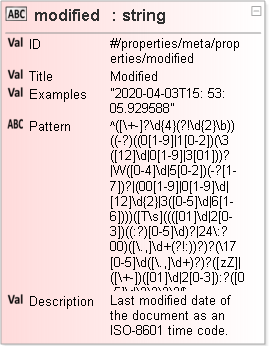 ABC modified : string
Val ID #/properties/meta/prop
erties/modified
Val Title Modified
Val Examples "2020-04-03T15: 53:
05.929588"
ABC Pattern ^([\+-]?\d{4}(?!\d{2}\b))
((-?)((0[1-9]|1[0-2])(\3
([12]\d|0[1-9]|3[01]))?
|W([0-4]\d|5[0-2])(-?[1-
7])?|(00[1-9]|0[1-9]\d|
[12]\d{2}|3([0-5]\d|6[1-
6])))([T\s]((([01]\d|2[0-
3])((:?)[0-5]\d)?|24\:?
00)([\.,]\d+(?!:))?)?(\17
[0-5]\d([\.,]\d+)?)?([zZ]|
([\+-])([01]\d|2[0-3]):?([0
Val Description Last modified date of
the document as an
ISO-8601 time code.